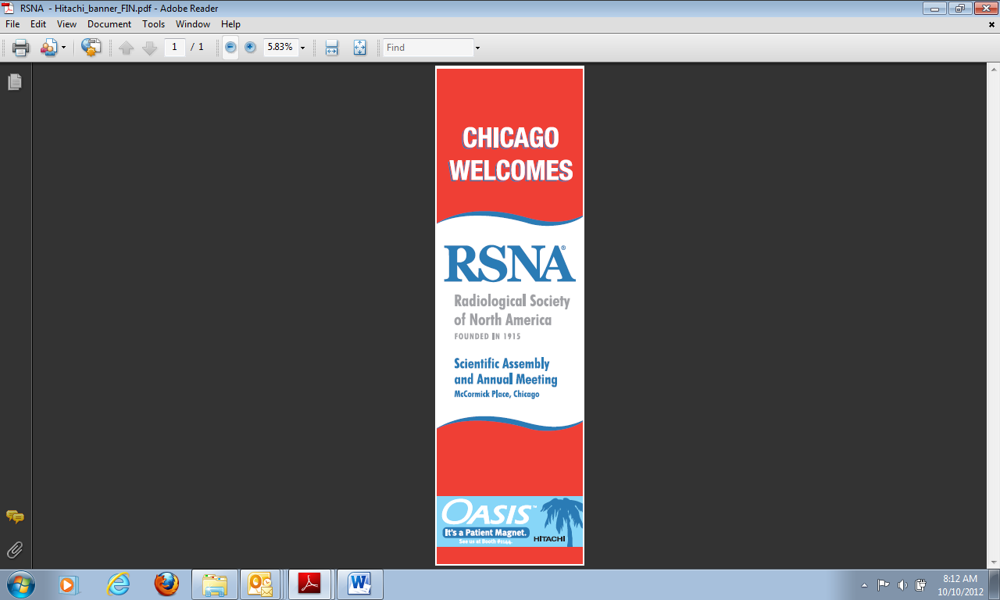 RSNA - Hitachi_banner_FIN.pdf - Adobe Reader
File Edit View Document Tools Window Help
1 / 1 5.83% Find
CHICAGO
WELCOMES
RSNA®
Radiological Society
of North America
FOUNDED IN 1915
Scientific Assembly
and Annual Meeting
McCormick Place, Chicago
OASIS™
It's a Patient Magnet.
HITACHI
See us at Booth #1144.
8:12 AM
10/10/2012